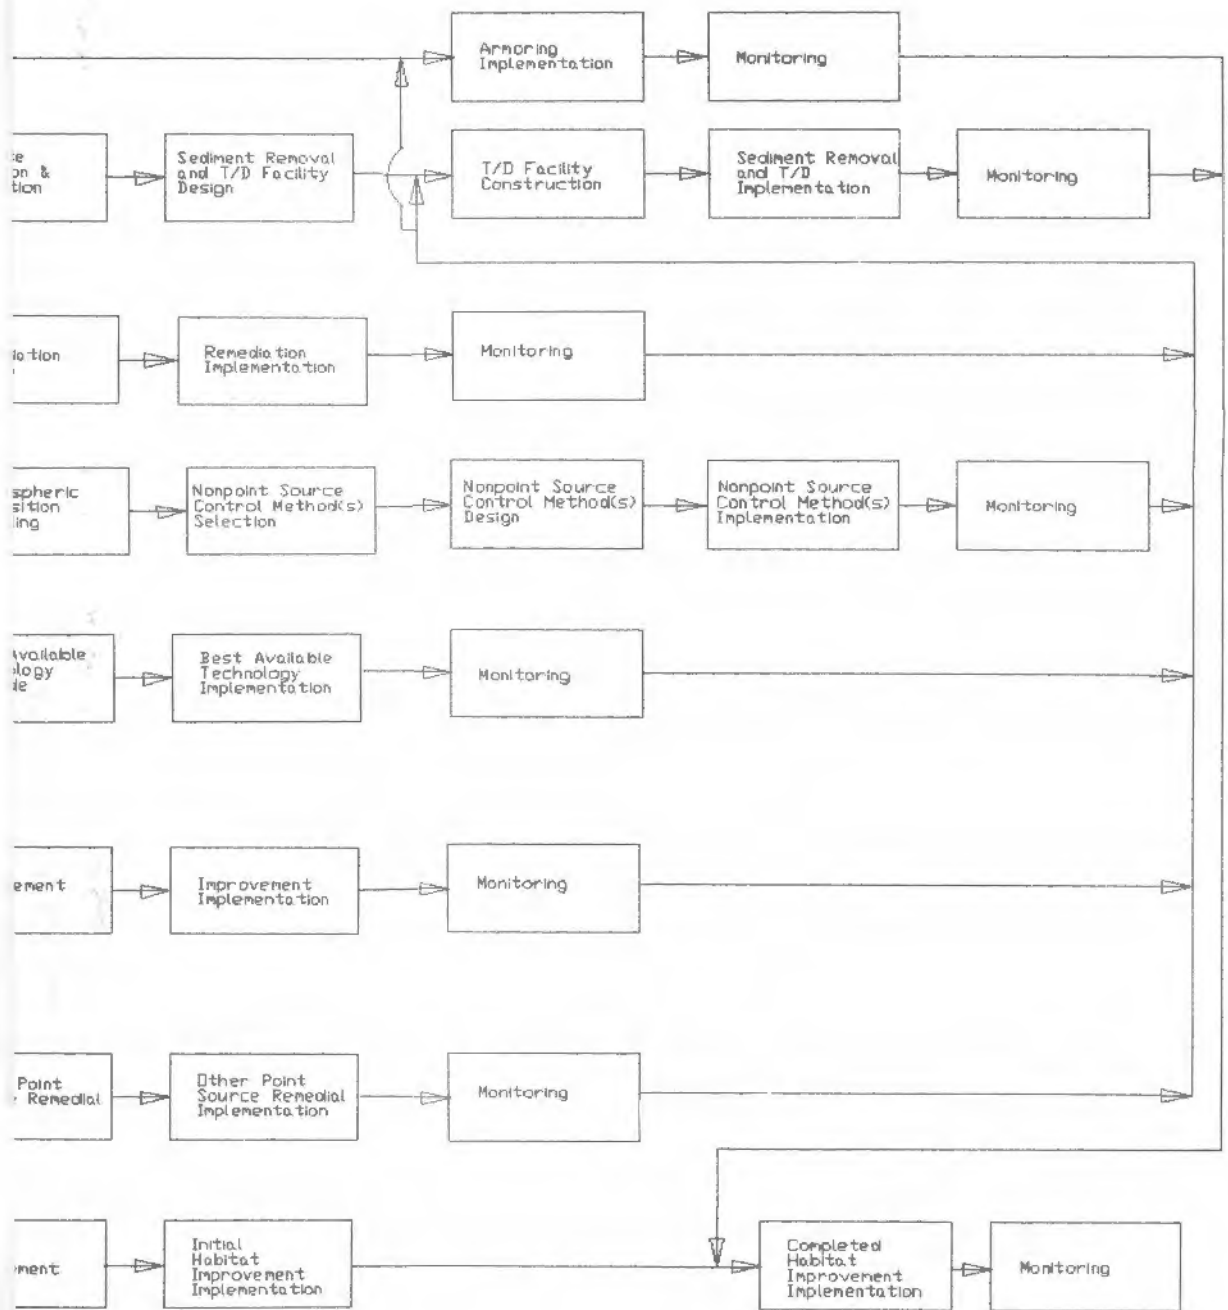 Armoring
Implementation
Monitoring
Sediment Removal
and T/D Facility
Design
T/D Facility
Construction
Sediment Removal
and T/D
Implementation
Monitoring
Remediation
Implementation
Monitoring
Nonpoint Source
Control Method(s)
Selection
Nonpoint Source
Control Method(s)
Design
Nonpoint Source
Control Method(s)
Implementation
Monitoring
Available
Best Available
Technology
Implementation
Monitoring
Improvement
Implementation
Monitoring
Point
Remedial
Other Point
Source Remedial
Implementation
Monitoring
Initial
Habitat
Improvement
Implementation
Completed
Habitat
Improvement
Implementation
Monitoring